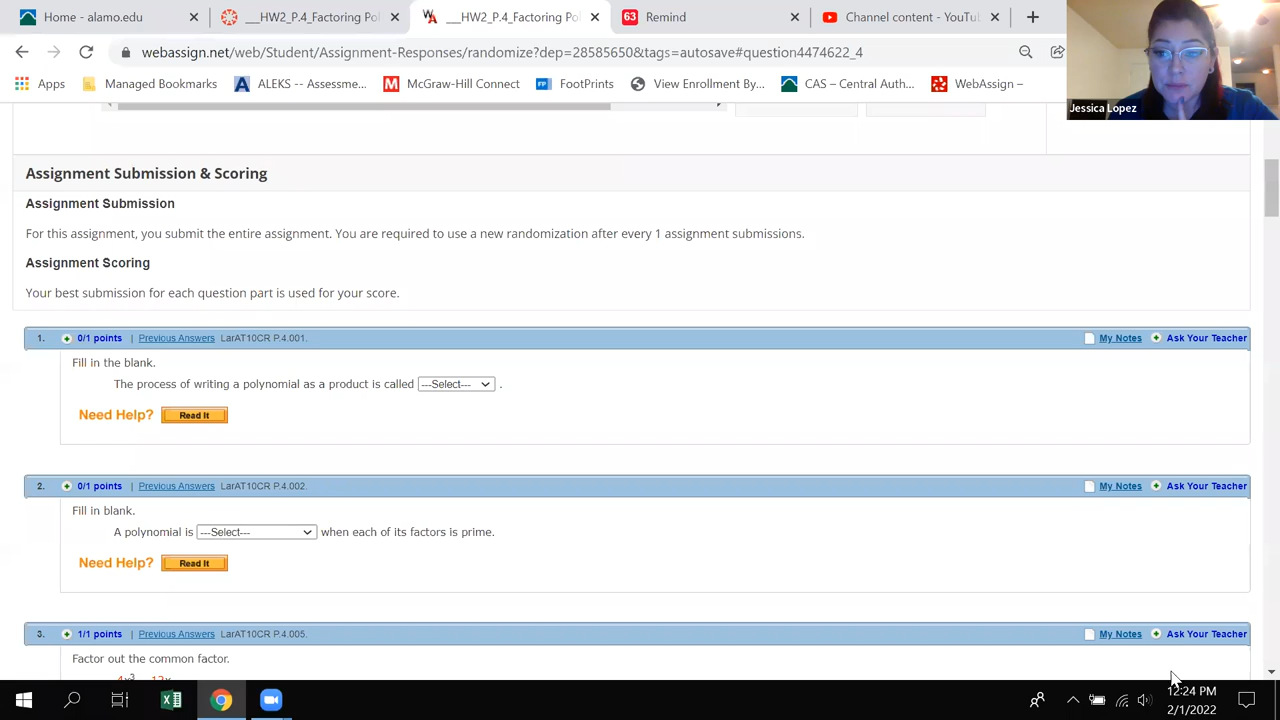 Home - alamo.edu
___HW2_P.4_Factoring Pol
___HW2_P.4_Factoring Pol
63 Remind
Channel content - YouTu
webassign.net/web/Student/Assignment-Responses/randomize?dep=28585650&tags=autosave#question4474622_4
Apps
Managed Bookmarks
ALEKS -- Assessme...
McGraw-Hill Connect
FootPrints
View Enrollment By...
CAS – Central Auth...
WebAssign –
Jessica Lopez
Assignment Submission & Scoring
Assignment Submission
For this assignment, you submit the entire assignment. You are required to use a new randomization after every 1 assignment submissions.
Assignment Scoring
Your best submission for each question part is used for your score.
1. 0/1 points | Previous Answers LarAT10CR P.4.001. My Notes Ask Your Teacher
Fill in the blank.
The process of writing a polynomial as a product is called ---Select--- .
Need Help? Read It
2. 0/1 points | Previous Answers LarAT10CR P.4.002. My Notes Ask Your Teacher
Fill in blank.
A polynomial is ---Select--- when each of its factors is prime.
Need Help? Read It
3. 1/1 points | Previous Answers LarAT10CR P.4.005. My Notes Ask Your Teacher
Factor out the common factor.
12:24 PM
2/1/2022